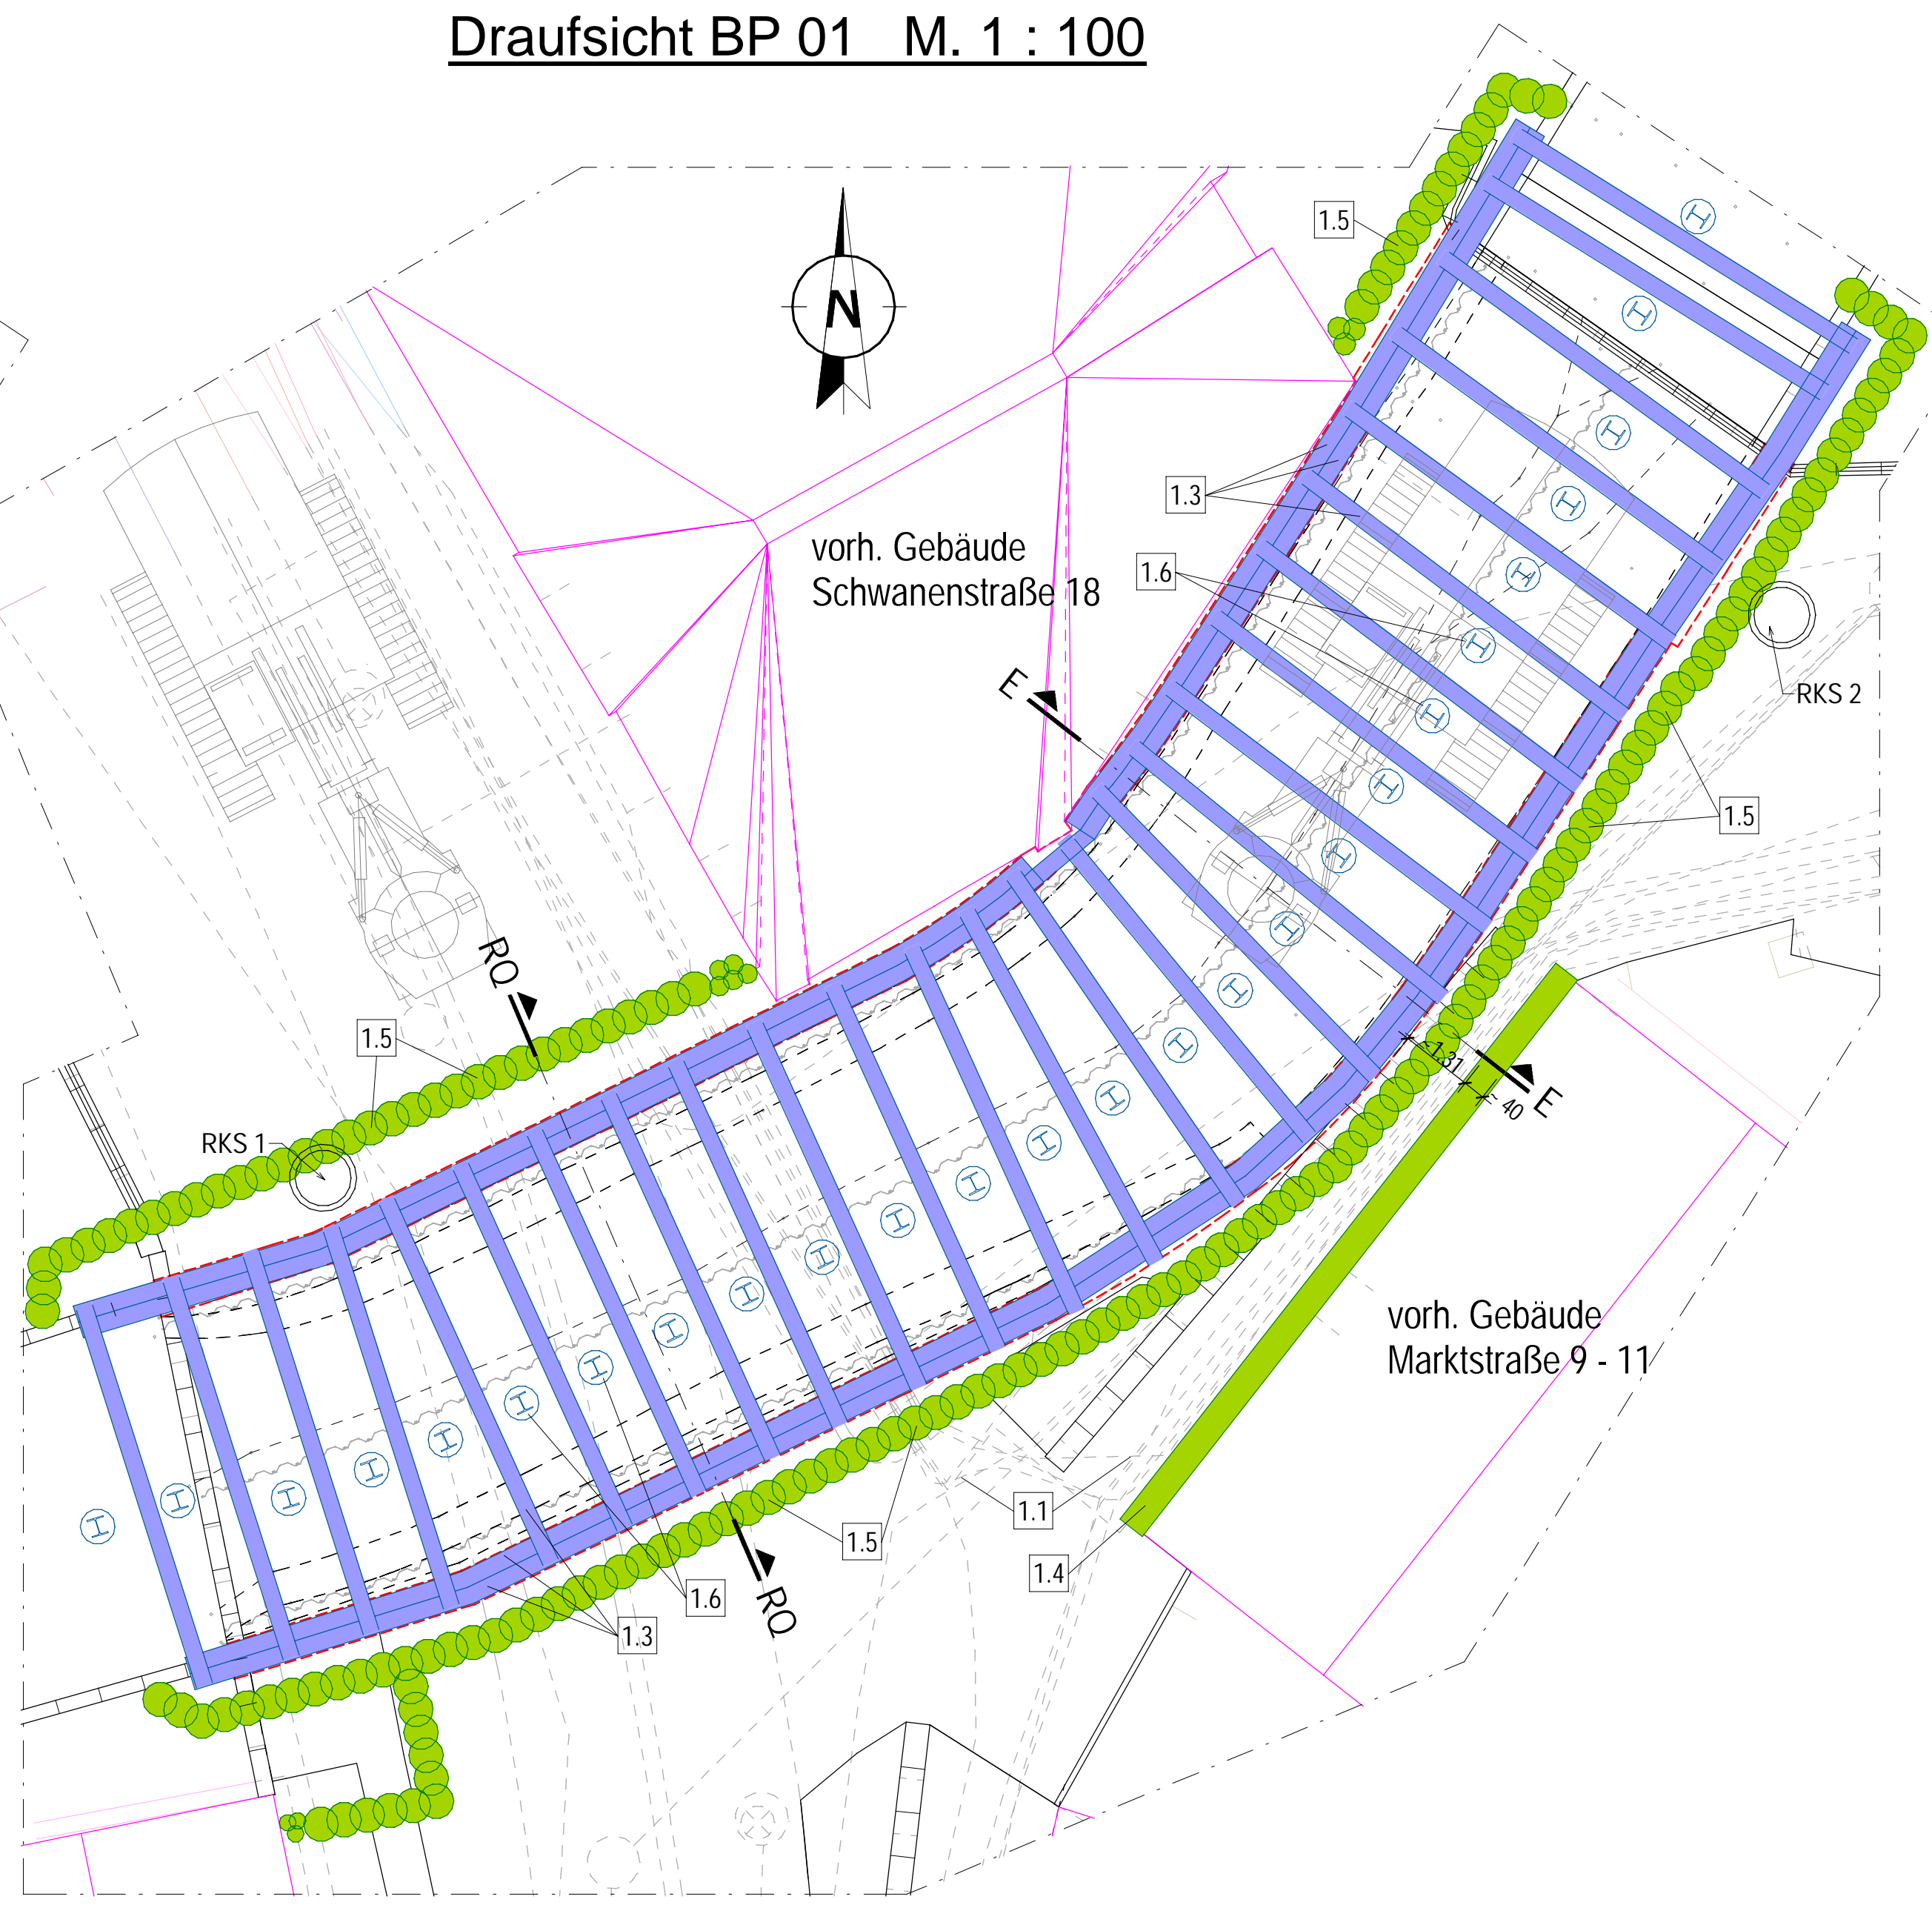 Draufsicht BP 01 M. 1 : 100
1.5
N
vorh. Gebäude
Schwanenstraße 18
1.3
1.6
E
RKS 2
1.5
RQ
1.5
RKS 1
~1.31
~ 40
E
vorh. Gebäude
Marktstraße 9 - 11
1.1
1.5
1.4
1.6
RQ
1.3